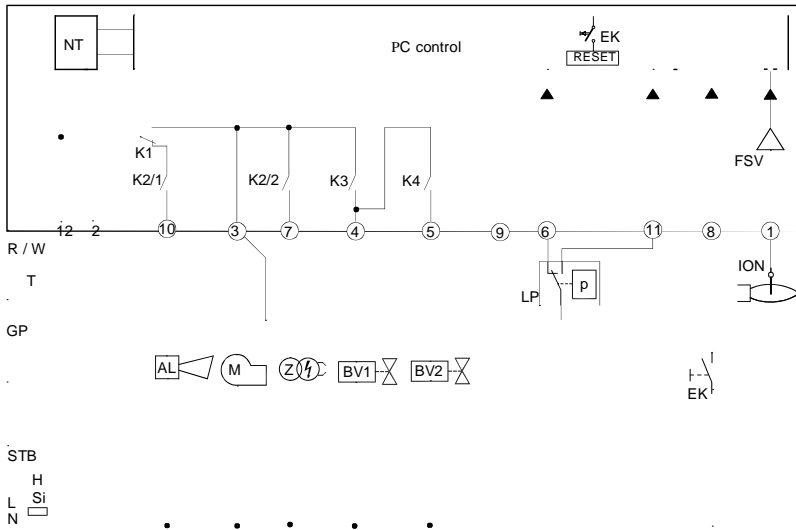 NT
PC control
EK
RESET
FSV
K1
K2/1
K2/2
K3
K4
12 2 10 3 7 4 5 9 6 11 8 1
R / W
T
ION
LP
p
GP
AL
M
Z
BV1
BV2
EK
STB
H
Si
L
N